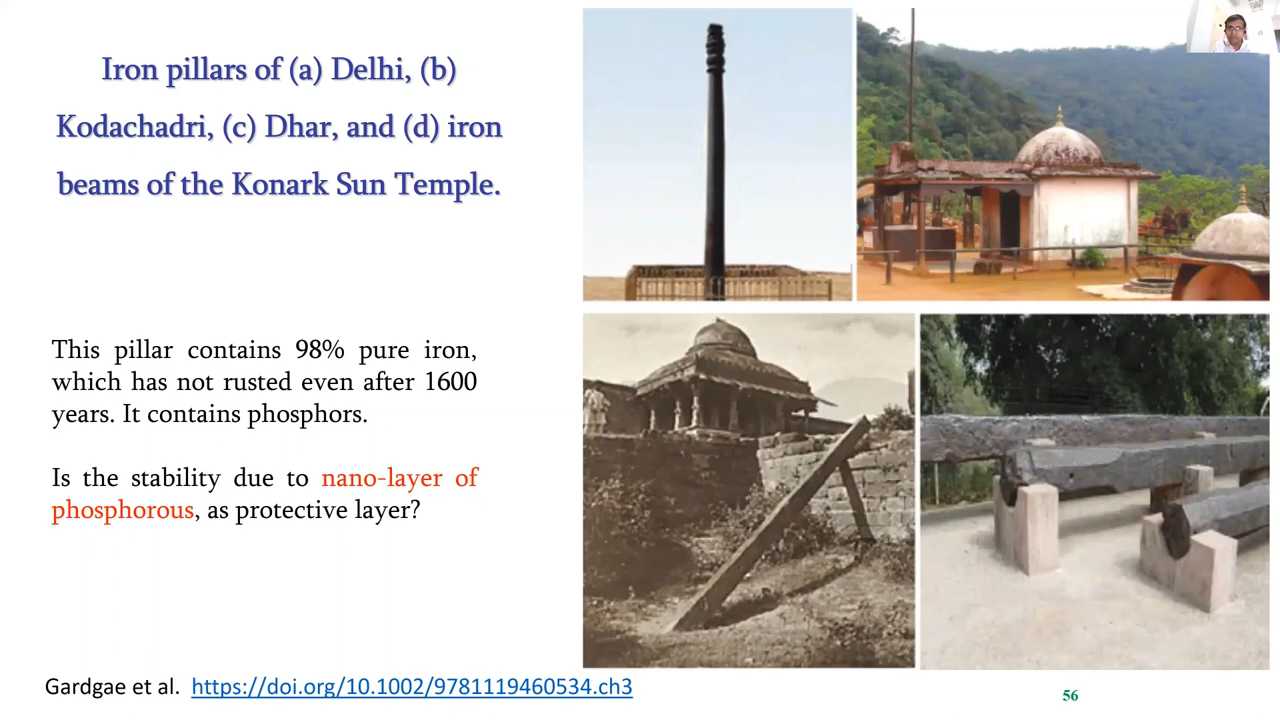 Iron pillars of (a) Delhi, (b)
Kodachadri, (c) Dhar, and (d) iron
beams of the Konark Sun Temple.
This pillar contains 98% pure iron,
which has not rusted even after 1600
years. It contains phosphors.
Is the stability due to nano-layer of
phosphorous, as protective layer?
Gardgae et al. https://doi.org/10.1002/9781119460534.ch3
56